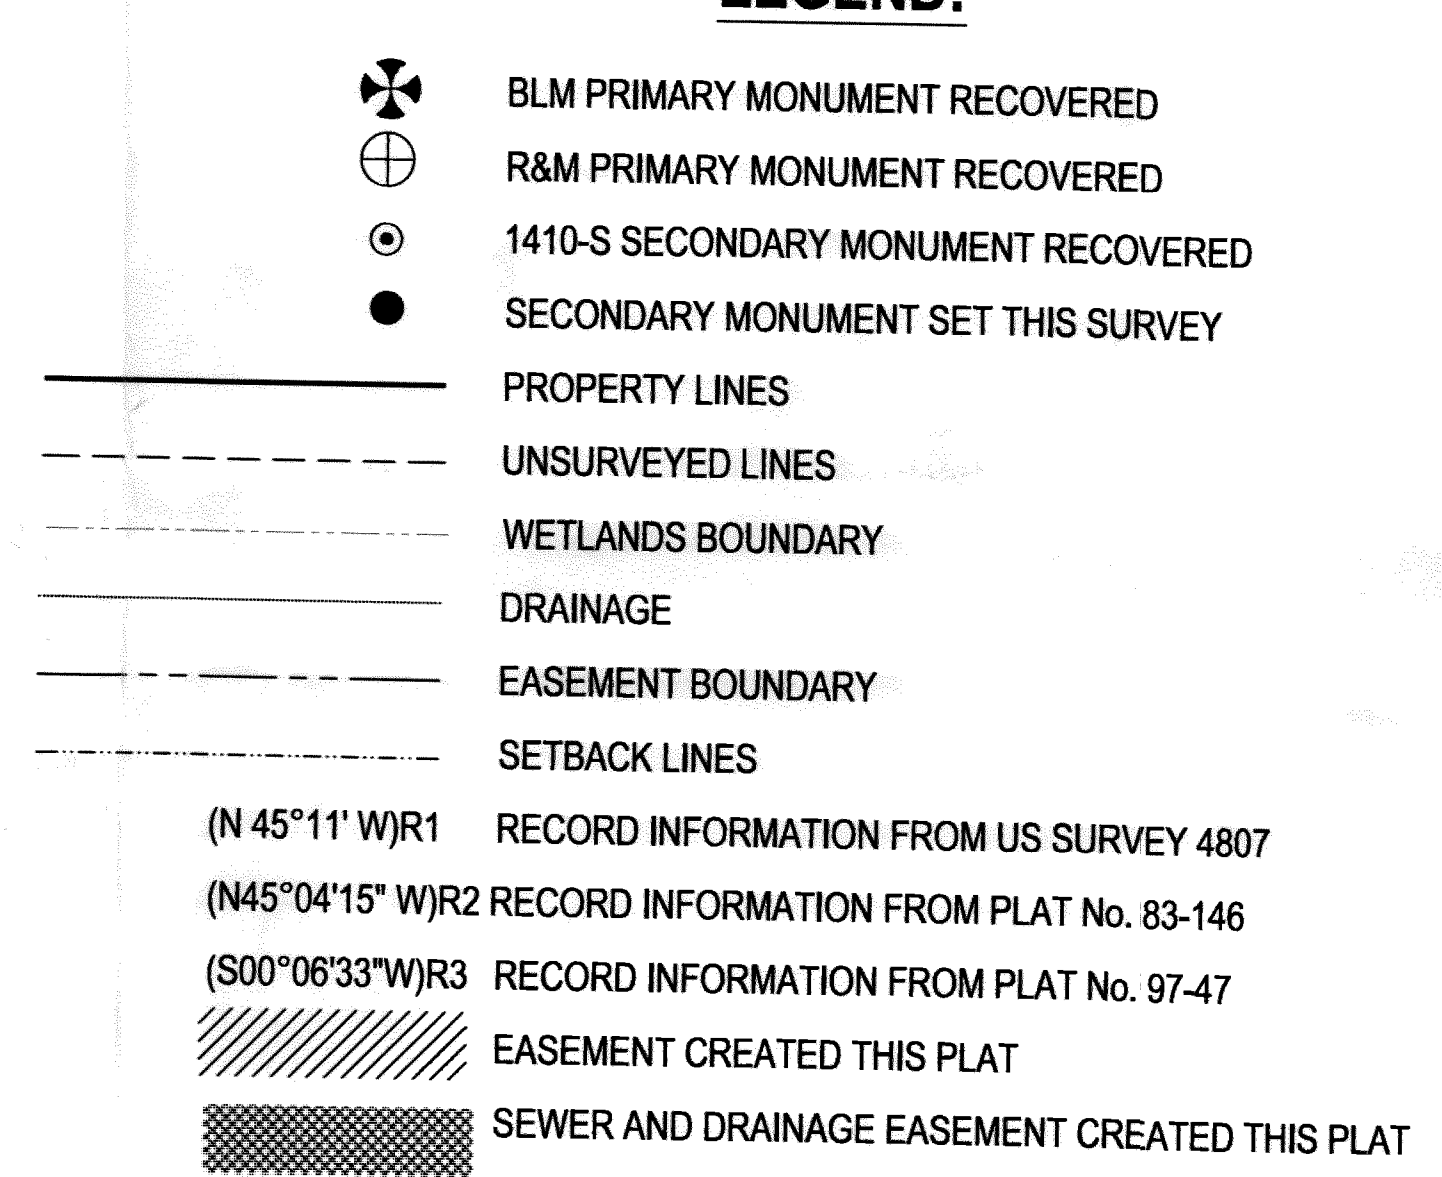 LEGEND:
BLM PRIMARY MONUMENT RECOVERED
R&M PRIMARY MONUMENT RECOVERED
1410-S SECONDARY MONUMENT RECOVERED
SECONDARY MONUMENT SET THIS SURVEY
PROPERTY LINES
UNSURVEYED LINES
WETLANDS BOUNDARY
DRAINAGE
EASEMENT BOUNDARY
SETBACK LINES
(N 45°11' W)R1 RECORD INFORMATION FROM US SURVEY 4807
(N45°04'15" W)R2 RECORD INFORMATION FROM PLAT No. 83-146
(S00°06'33"W)R3 RECORD INFORMATION FROM PLAT No. 97-47
EASEMENT CREATED THIS PLAT
SEWER AND DRAINAGE EASEMENT CREATED THIS PLAT